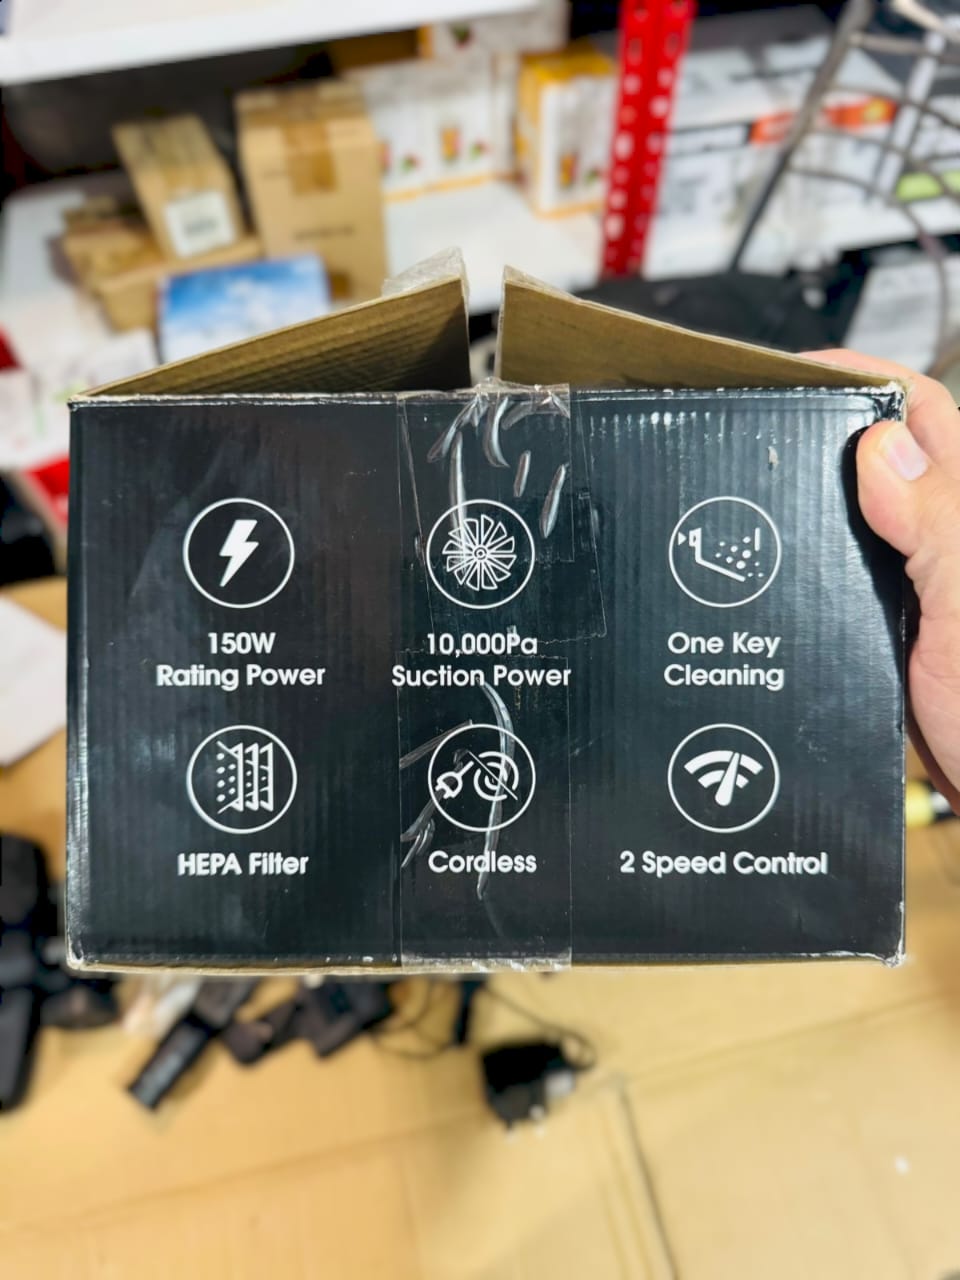 150W
Rating Power
10,000Pa
Suction Power
One Key
Cleaning
HEPA Filter
Cordless
2 Speed Control